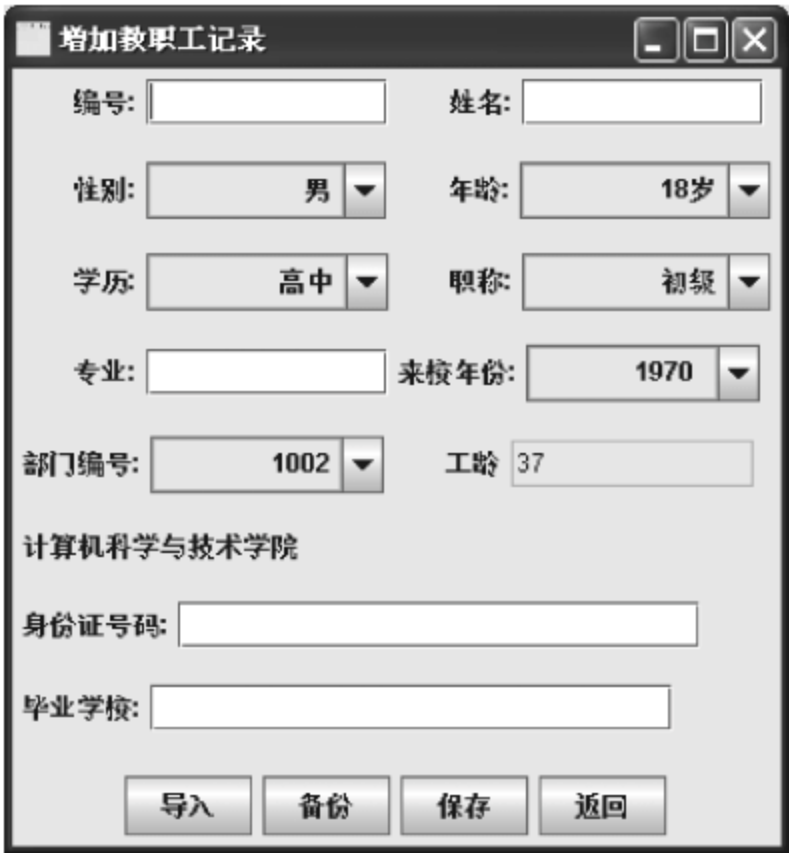 增加教职工记录
编号: 姓名:
性别: 男 年龄: 18岁
学历: 高中 职称: 初级
专业: 来校年份: 1970
部门编号: 1002 工龄 37
计算机科学与技术学院
身份证号码:
毕业学校:
导入 备份 保存 返回